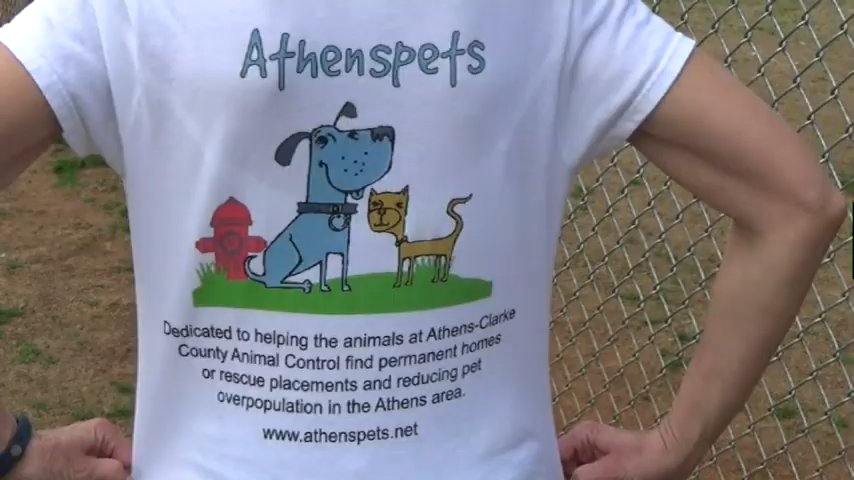 Athenspets
Dedicated to helping the animals at Athens-Clarke
County Animal Control find permanent homes
or rescue placements and reducing pet
overpopulation in the Athens area.
www.athenspets.net